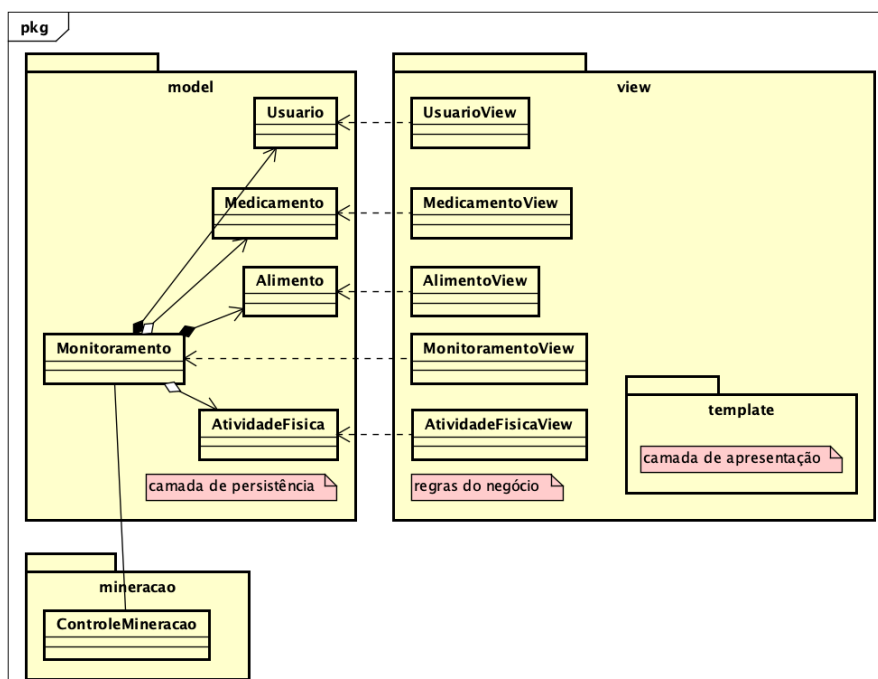 pkg
model
Usuario
Medicamento
Alimento
Monitoramento
AtividadeFisica
camada de persistência
view
UsuarioView
MedicamentoView
AlimentoView
MonitoramentoView
AtividadeFisicaView
regras do negócio
template
camada de apresentação
mineracao
ControleMineracao